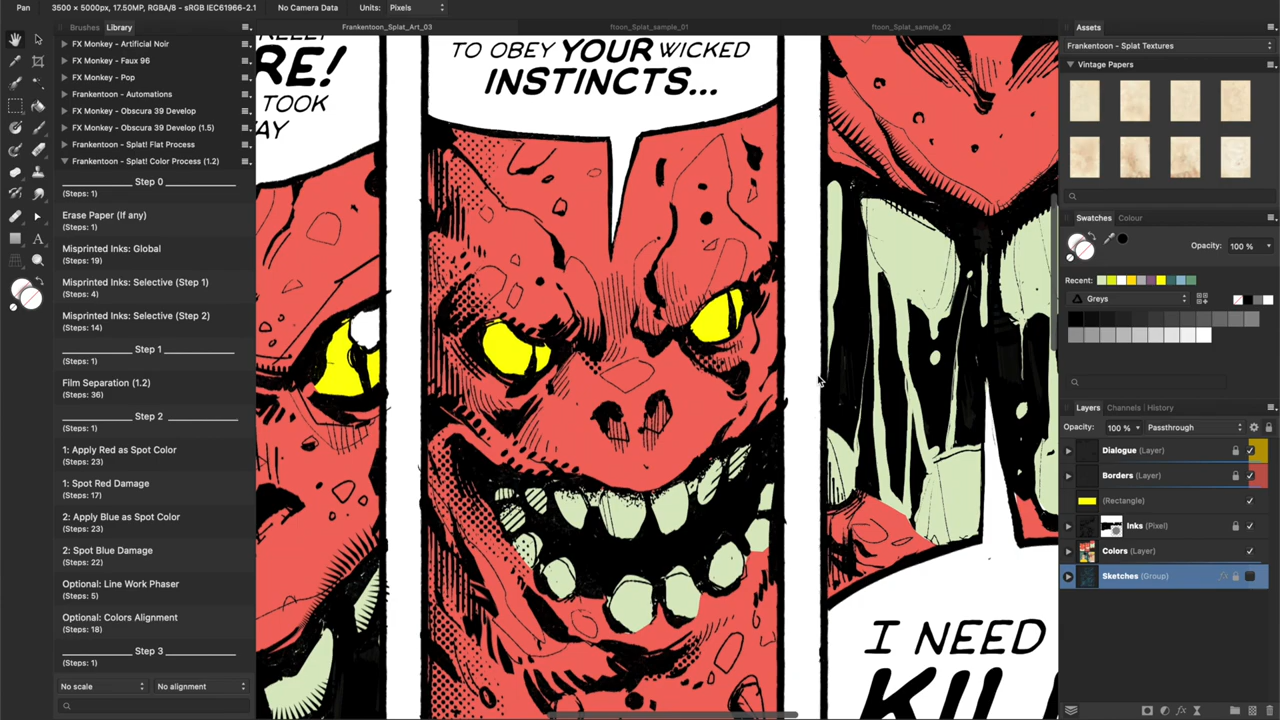 Pan
3500 × 5000px, 17.50MP, RGBA/8 - sRGB IEC61966-2.1
No Camera Data
Units: Pixels
Brushes Library
Frankentoon_Splat_Art_03
ftoon_Splat_sample_01
ftoon_Splat_sample_02
Assets
FX Monkey - Artificial Noir
FX Monkey - Faux 96
FX Monkey - Pop
Frankentoon - Automations
FX Monkey - Obscura 39 Develop
FX Monkey - Obscura 39 Develop (1.5)
Frankentoon - Splat! Flat Process
Frankentoon - Splat! Color Process (1.2)
Step 0
(Steps: 1)
Erase Paper (If any)
(Steps: 1)
Misprinted Inks: Global
(Steps: 19)
Misprinted Inks: Selective (Step 1)
(Steps: 4)
Misprinted Inks: Selective (Step 2)
(Steps: 14)
Step 1
(Steps: 1)
Film Separation (1.2)
(Steps: 36)
Step 2
(Steps: 1)
1: Apply Red as Spot Color
(Steps: 23)
1: Spot Red Damage
(Steps: 17)
2: Apply Blue as Spot Color
(Steps: 23)
2: Spot Blue Damage
(Steps: 22)
Optional: Line Work Phaser
(Steps: 5)
Optional: Colors Alignment
(Steps: 18)
Step 3
(Steps: 1)
No scale
No alignment
RE!
TOOK
AY
TO OBEY YOUR WICKED
INSTINCTS...
I NEED
KIL
Frankentoon - Splat Textures
Vintage Papers
Swatches Colour
Opacity: 100 %
Recent:
Greys
Layers Channels History
Opacity: 100 %
Passthrough
Dialogue (Layer)
Borders (Layer)
(Rectangle)
Inks (Pixel)
Colors (Layer)
Sketches (Group)
fx
fx